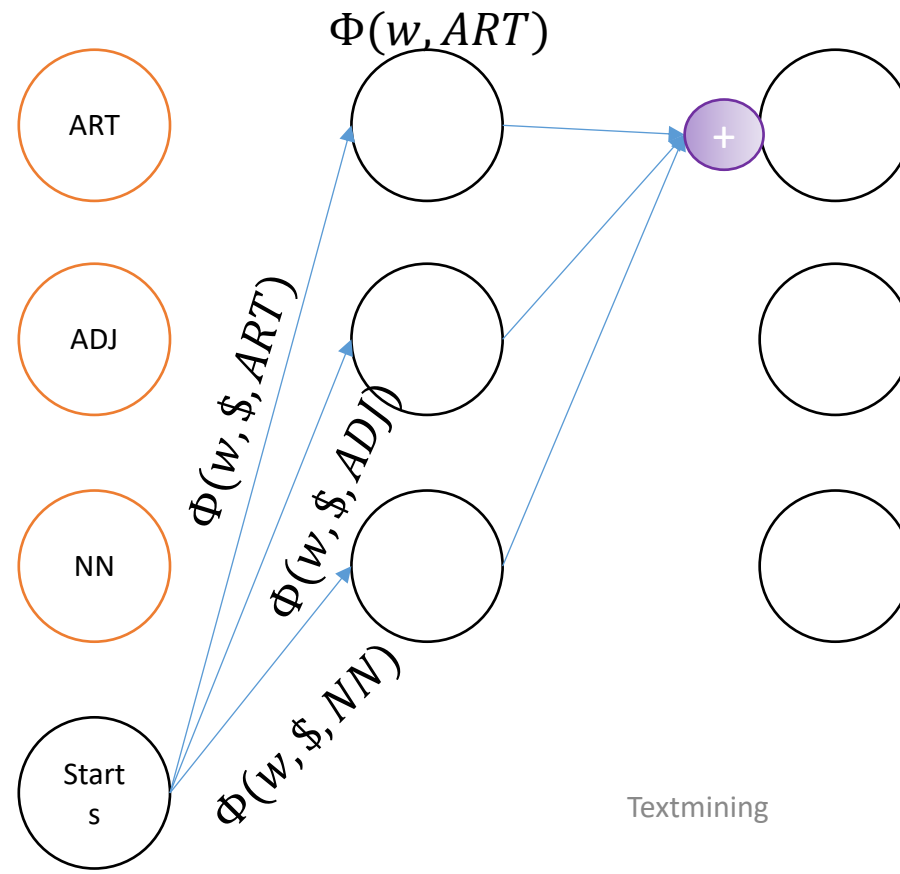 Φ(w, ART)
ART
+
ADJ
Φ(w, $, ART)
Φ(w, $, ADJ)
NN
Φ(w, $, NN)
Start
s
Textmining